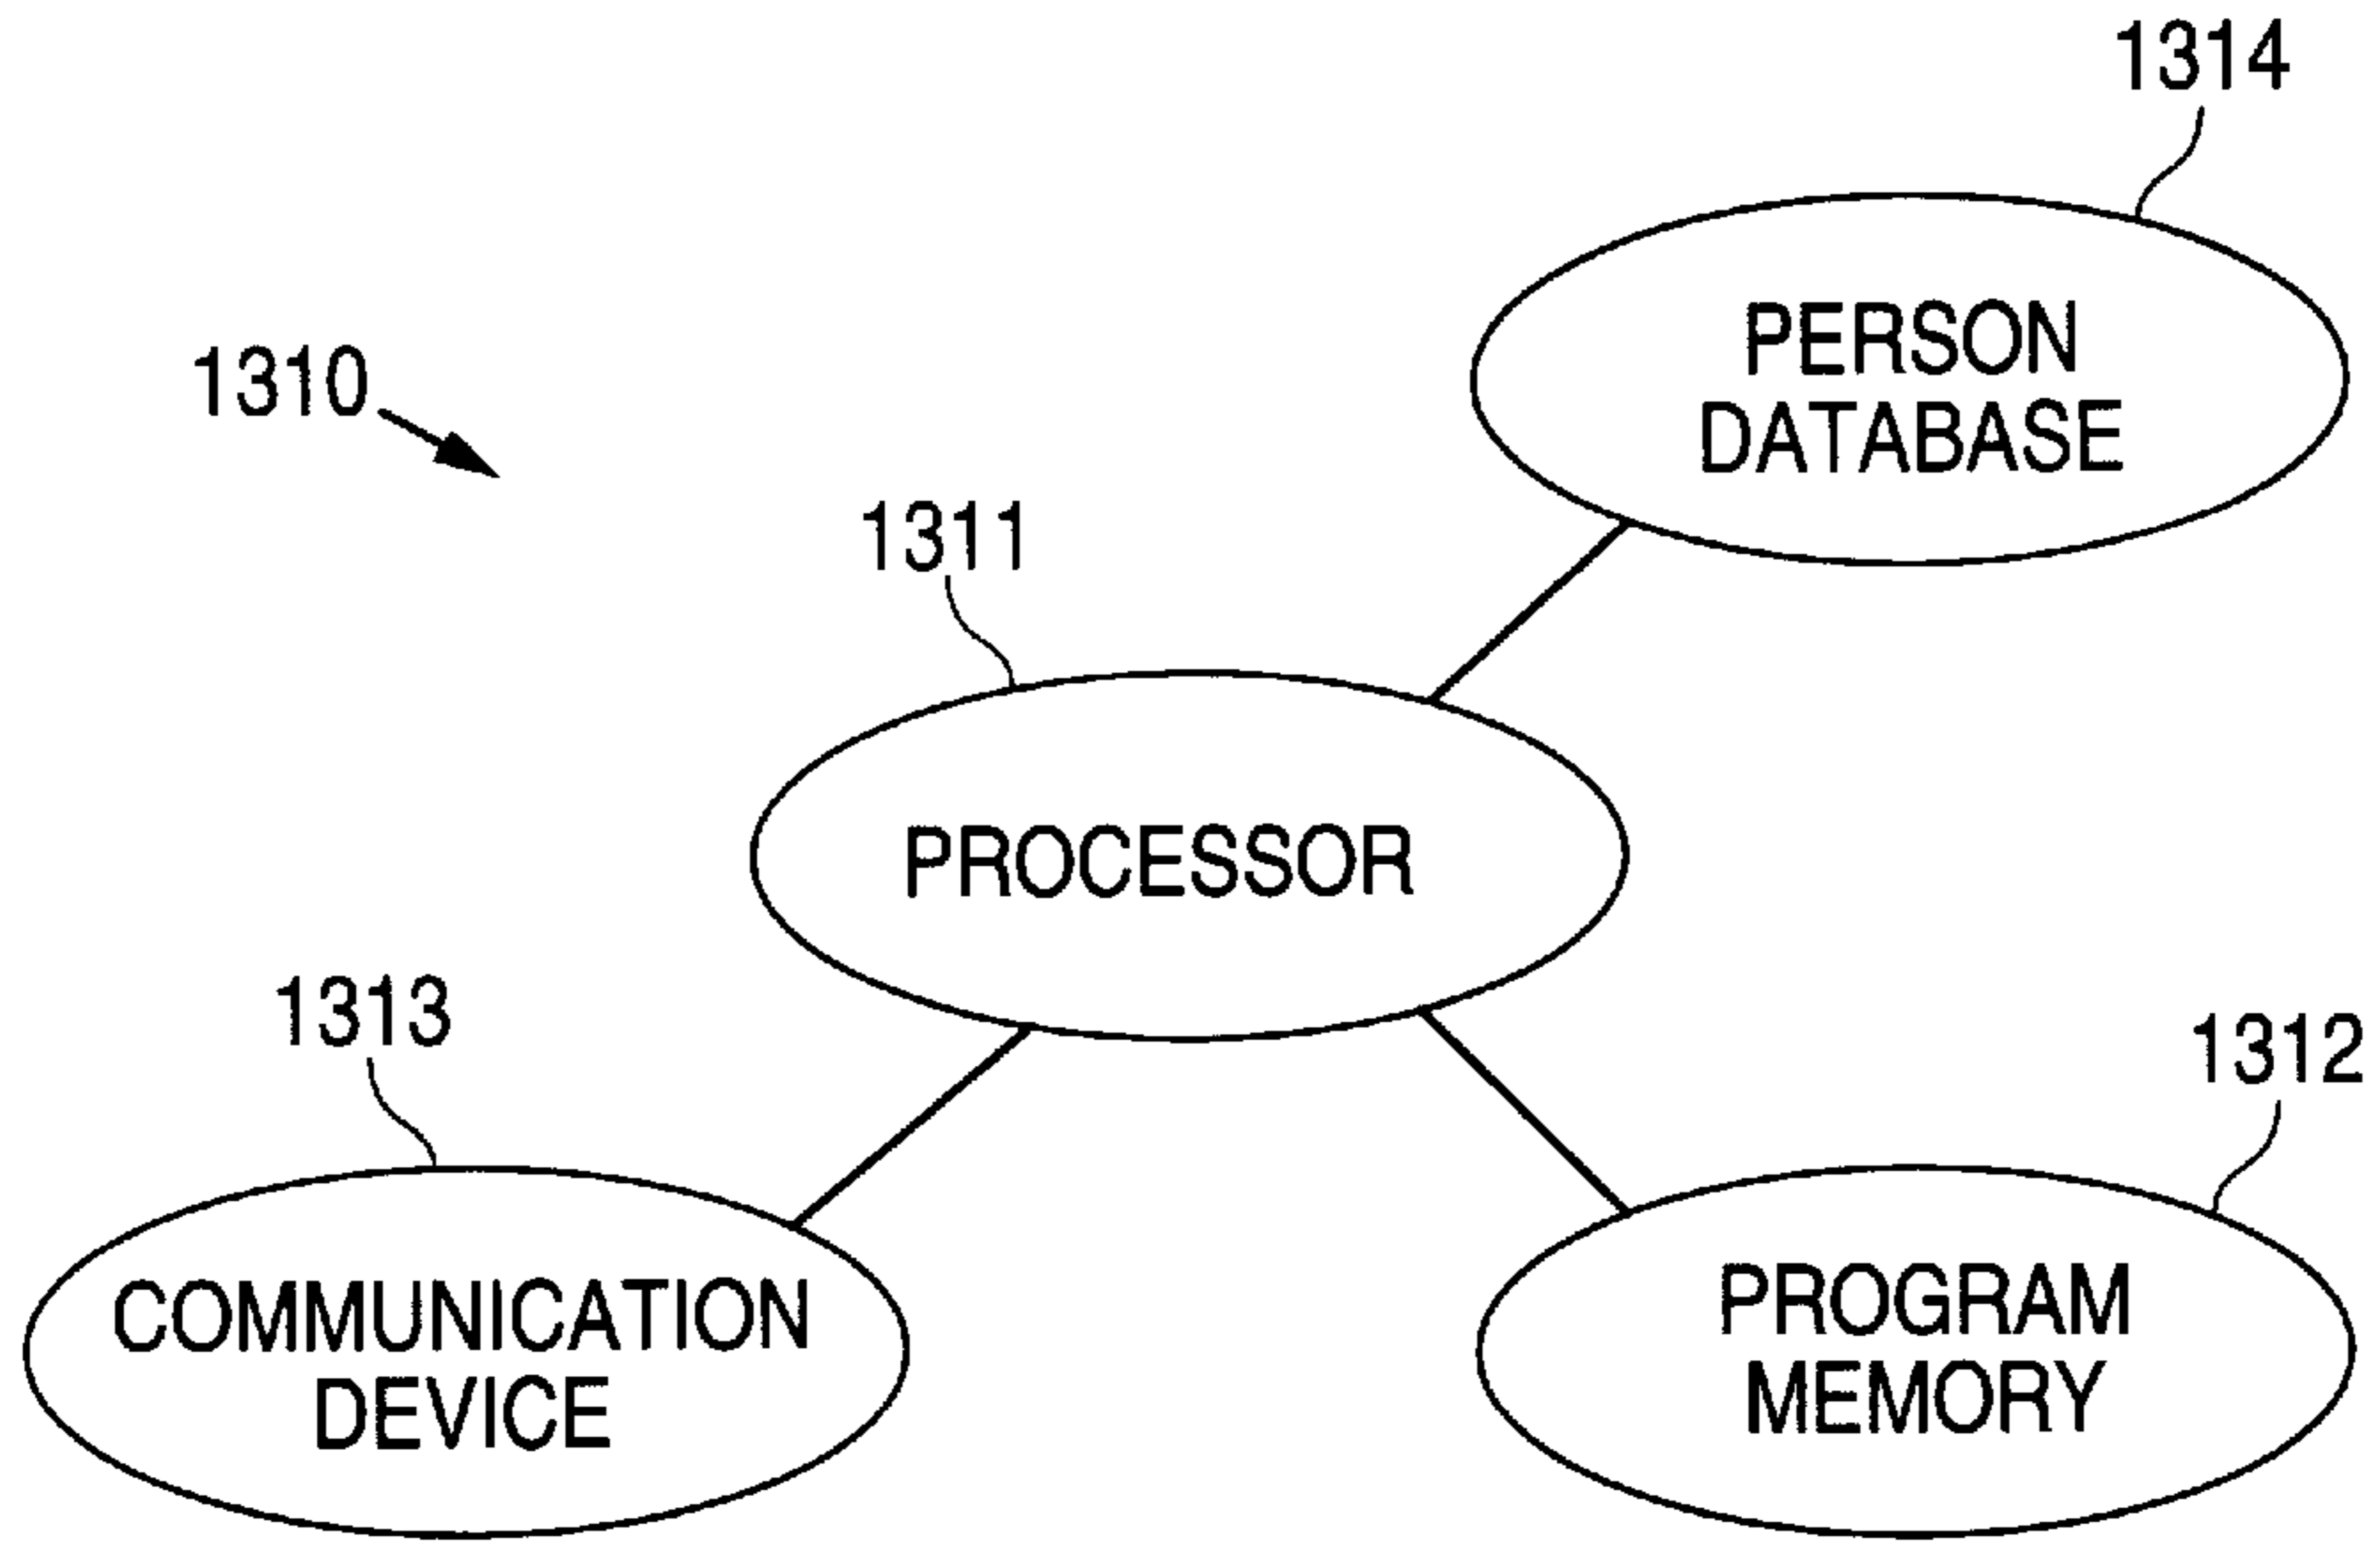 1314
PERSON
DATABASE
1310
1311
PROCESSOR
1313
COMMUNICATION
DEVICE
1312
PROGRAM
MEMORY